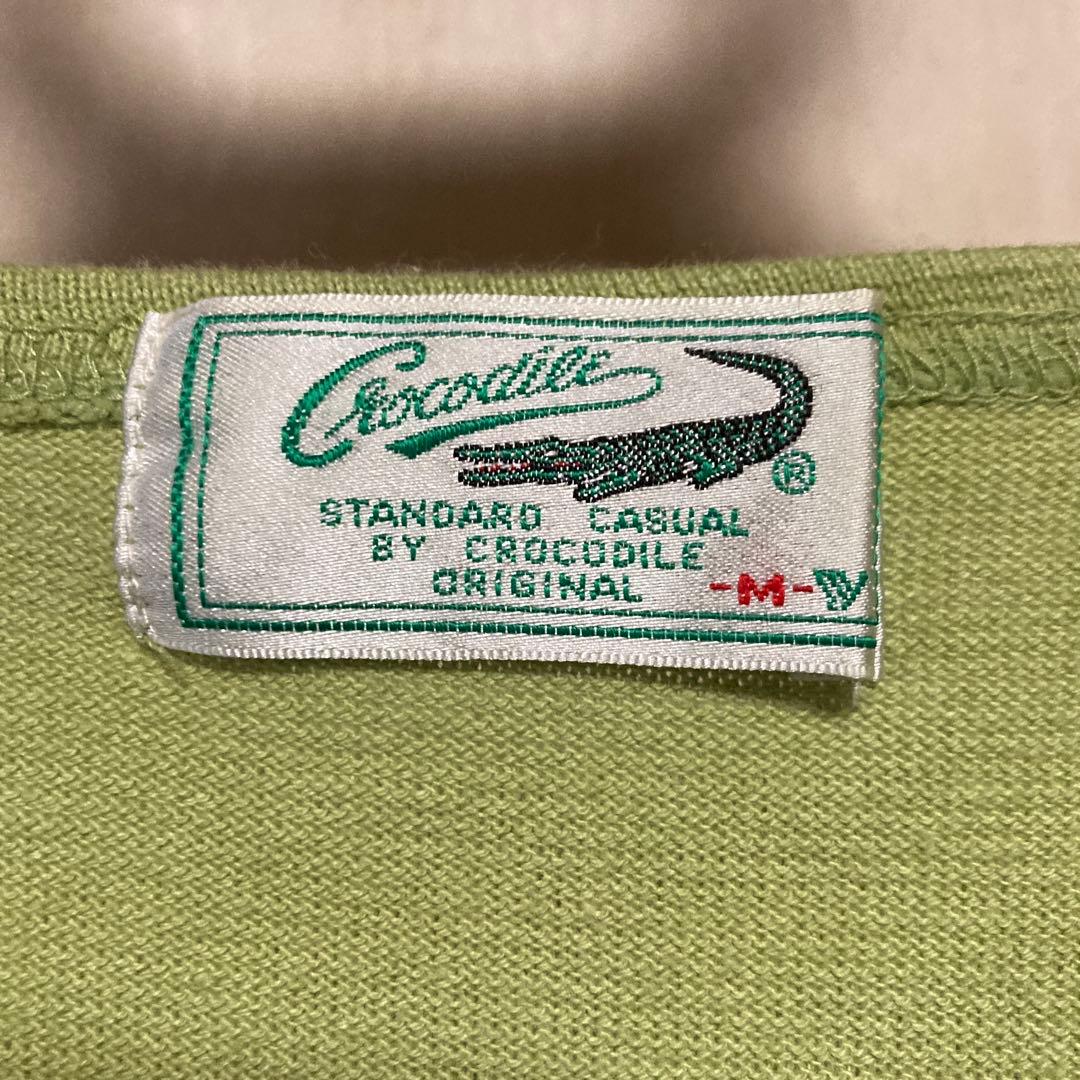 Crocodile
®
STANDARD CASUAL
BY CROCODILE
ORIGINAL -M-